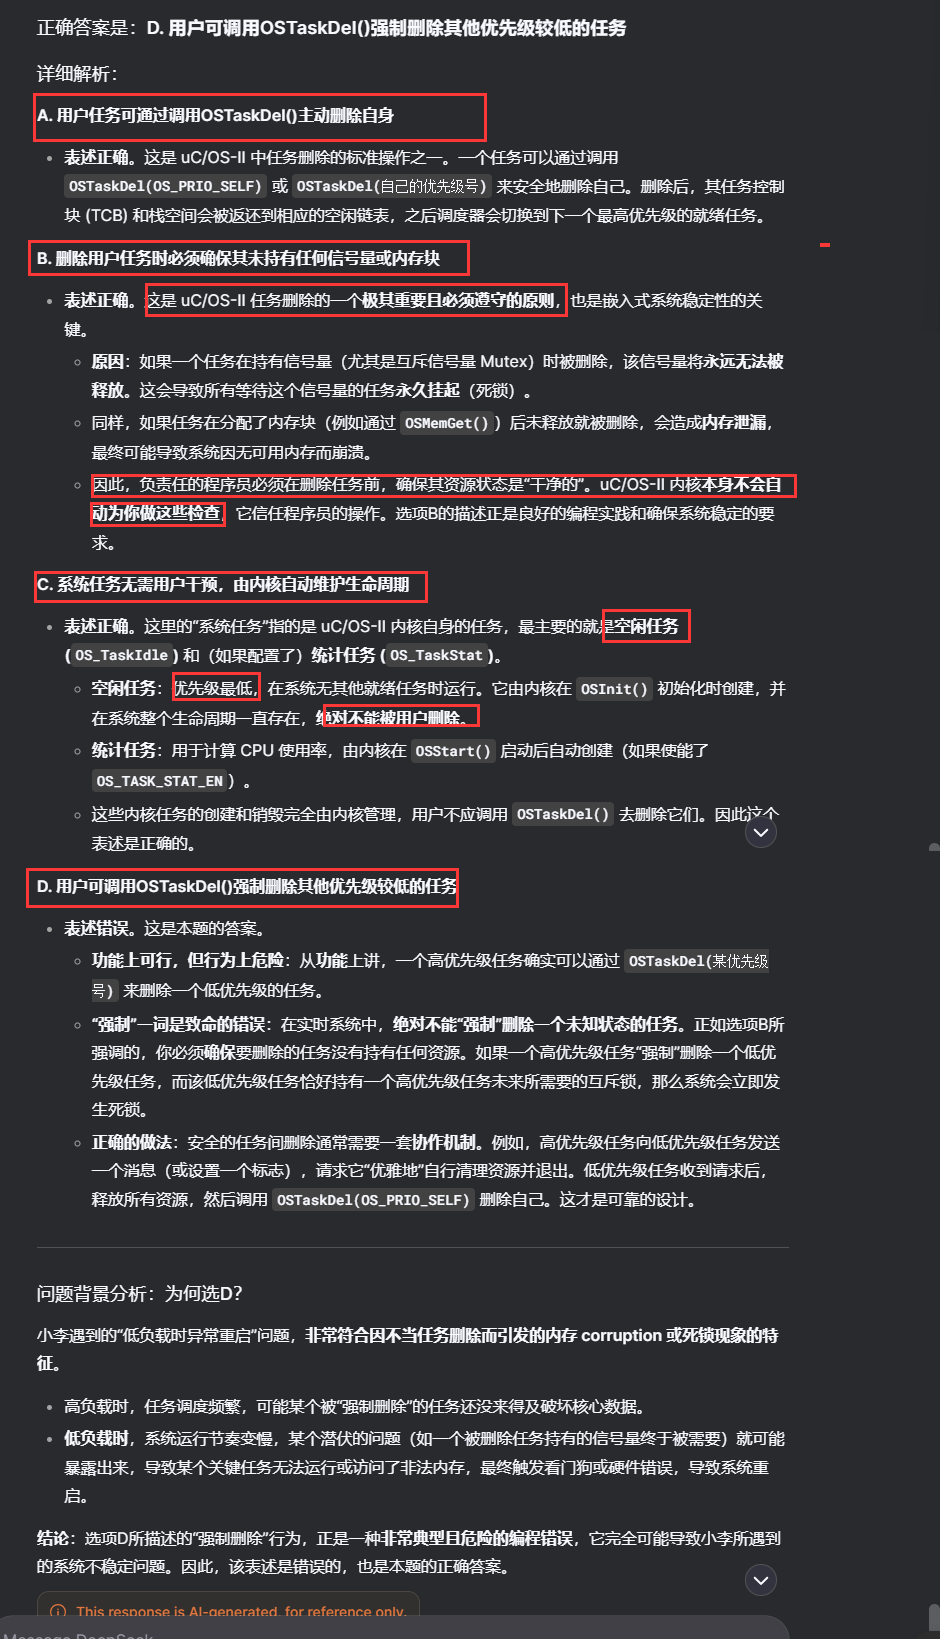 正确答案是：D. 用户可调用OSTaskDel()强制删除其他优先级较低的任务
详细解析：
A. 用户任务可通过调用OSTaskDel()主动删除自身
• 表述正确。这是 uC/OS-II 中任务删除的标准操作之一。一个任务可以通过调用
OSTaskDel(OS_PRIO_SELF) 或 OSTaskDel(自己的优先级号) 来安全地删除自己。删除后，其任务控制
块 (TCB) 和栈空间会被返还到相应的空闲链表，之后调度器会切换到下一个最高优先级的就绪任务。
B. 删除用户任务时必须确保其未持有任何信号量或内存块
• 表述正确。这是 uC/OS-II 任务删除的一个极其重要且必须遵守的原则，也是嵌入式系统稳定性的关
键。
◦ 原因：如果一个任务在持有信号量（尤其是互斥信号量 Mutex）时被删除，该信号量将永远无法被
释放。这会导致所有等待这个信号量的任务永久挂起（死锁）。
◦ 同样，如果任务在分配了内存块（例如通过 OSMemGet()）后未释放就被删除，会造成内存泄漏，
最终可能导致系统因无可用内存而崩溃。
◦ 因此，负责任的程序员必须在删除任务前，确保其资源状态是“干净的”。uC/OS-II 内核本身不会自
动为你做这些检查，它信任程序员的操作。选项B的描述正是良好的编程实践和确保系统稳定的要
求。
C. 系统任务无需用户干预，由内核自动维护生命周期
• 表述正确。这里的“系统任务”指的是 uC/OS-II 内核自身的任务，最主要的就是空闲任务
(OS_TaskIdle) 和（如果配置了）统计任务 (OS_TaskStat)。
◦ 空闲任务：优先级最低，在系统无其他就绪任务时运行。它由内核在 OSInit() 初始化时创建，并
在系统整个生命周期一直存在，绝对不能被用户删除。
◦ 统计任务：用于计算 CPU 使用率，由内核在 OSStart() 启动后自动创建（如果使能了
OS_TASK_STAT_EN）。
◦ 这些内核任务的创建和销毁完全由内核管理，用户不应调用 OSTaskDel() 去删除它们。因此这个
表述是正确的。
D. 用户可调用OSTaskDel()强制删除其他优先级较低的任务
• 表述错误。这是本题的答案。
◦ 功能上可行，但行为上危险：从功能上讲，一个高优先级任务确实可以通过 OSTaskDel(某优先级
号) 来删除一个低优先级的任务。
◦ “强制”一词是致命的错误：在实时系统中，绝对不能“强制”删除一个未知状态的任务。正如选项B所
强调的，你必须确保要删除的任务没有持有任何资源。如果一个高优先级任务“强制”删除一个低优
先级任务，而该低优先级任务恰好持有一个高优先级任务未来所需要的互斥锁，那么系统会立即发
生死锁。
◦ 正确的做法：安全的任务间删除通常需要一套协作机制。例如，高优先级任务向低优先级任务发送
一个消息（或设置一个标志），请求它“优雅地”自行清理资源并退出。低优先级任务收到请求后，
释放所有资源，然后调用 OSTaskDel(OS_PRIO_SELF) 删除自己。这才是可靠的设计。
问题背景分析：为何选D？
小李遇到的“低负载时异常重启”问题，非常符合因不当任务删除而引发的内存 corruption 或死锁现象的特
征。
• 高负载时，任务调度频繁，可能某个被“强制删除”的任务还没来得及破坏核心数据。
• 低负载时，系统运行节奏变慢，某个潜伏的问题（如一个被删除任务持有的信号量终于被需要）就可能
暴露出来，导致某个关键任务无法运行或访问了非法内存，最终触发看门狗或硬件错误，导致系统重
启。
结论：选项D所描述的“强制删除”行为，正是一种非常典型且危险的编程错误，它完全可能导致小李所遇到
的系统不稳定问题。因此，该表述是错误的，也是本题的正确答案。
This response is AI-generated, for reference only.
Message DeepSeek